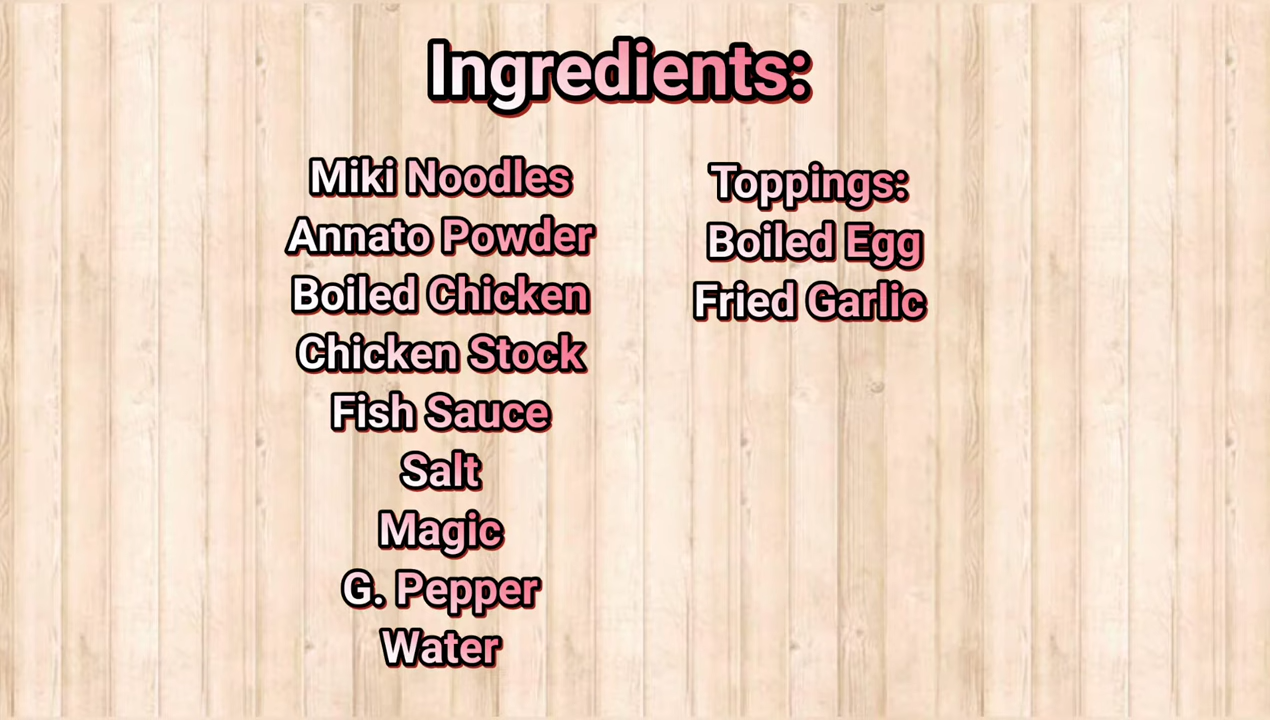 Ingredients:
Miki Noodles
Annato Powder
Boiled Chicken
Chicken Stock
Fish Sauce
Salt
Magic
G. Pepper
Water
Toppings:
Boiled Egg
Fried Garlic